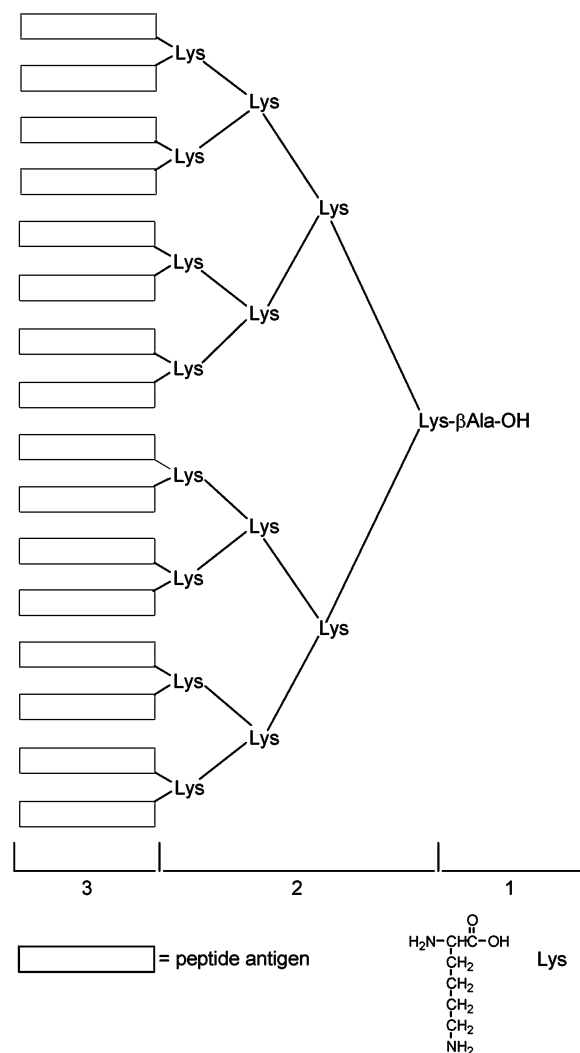 Lys
Lys
Lys
Lys
Lys
Lys
Lys
Lys-βAla-OH
Lys
Lys
Lys
Lys
Lys
Lys
Lys
3 2 1
= peptide antigen
O
H2N-CHC-OH
CH2
CH2
CH2
CH2
NH2
Lys